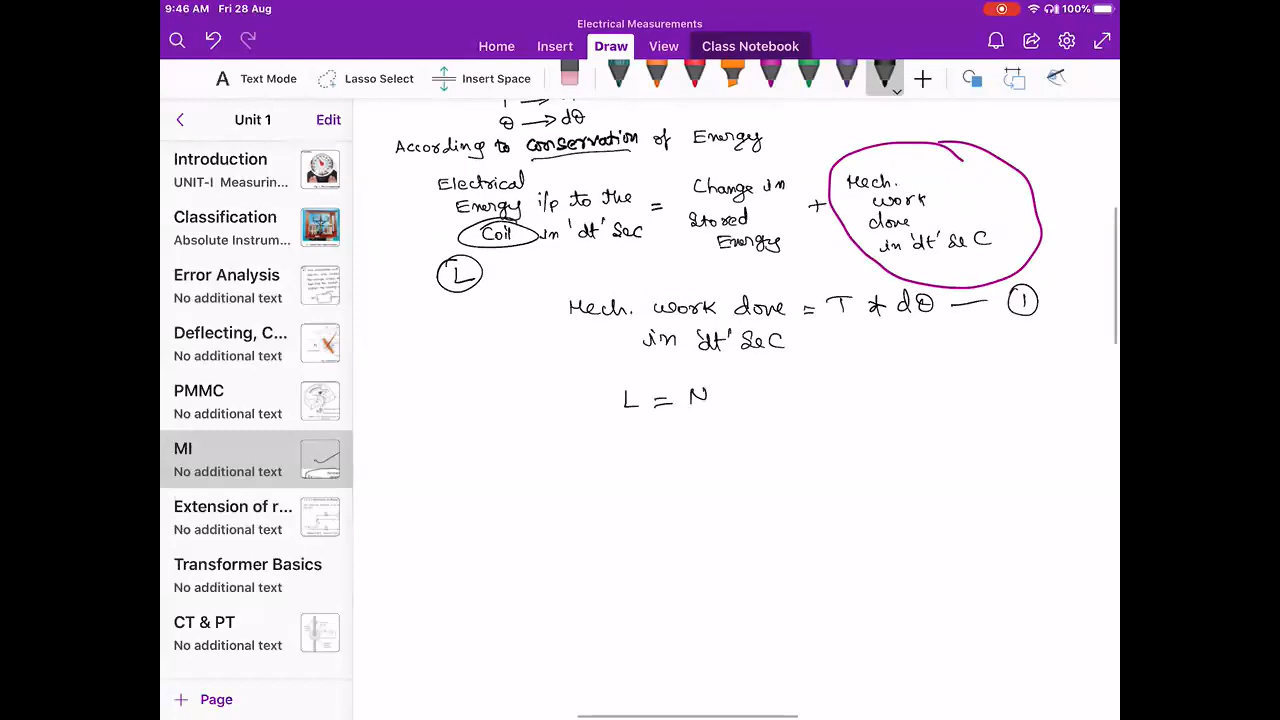 9:46 AM Fri 28 Aug
100%
Electrical Measurements
Home Insert Draw View Class Notebook
Text Mode Lasso Select Insert Space
Unit 1 Edit
Introduction
UNIT-I Measurin...
Classification
Absolute Instrum...
Error Analysis
No additional text
Deflecting, C...
No additional text
PMMC
No additional text
MI
No additional text
Extension of r...
No additional text
Transformer Basics
No additional text
CT & PT
No additional text
+ Page
θ → dθ
According to conservation of Energy
Electrical
Energy i/p to the
Coil in 'dt' Sec
=
Change in
Stored
Energy
+
Mech.
work
done
in 'dt' Sec
L
Mech. work done = T * dθ — 1
in 'dt' Sec
L = N